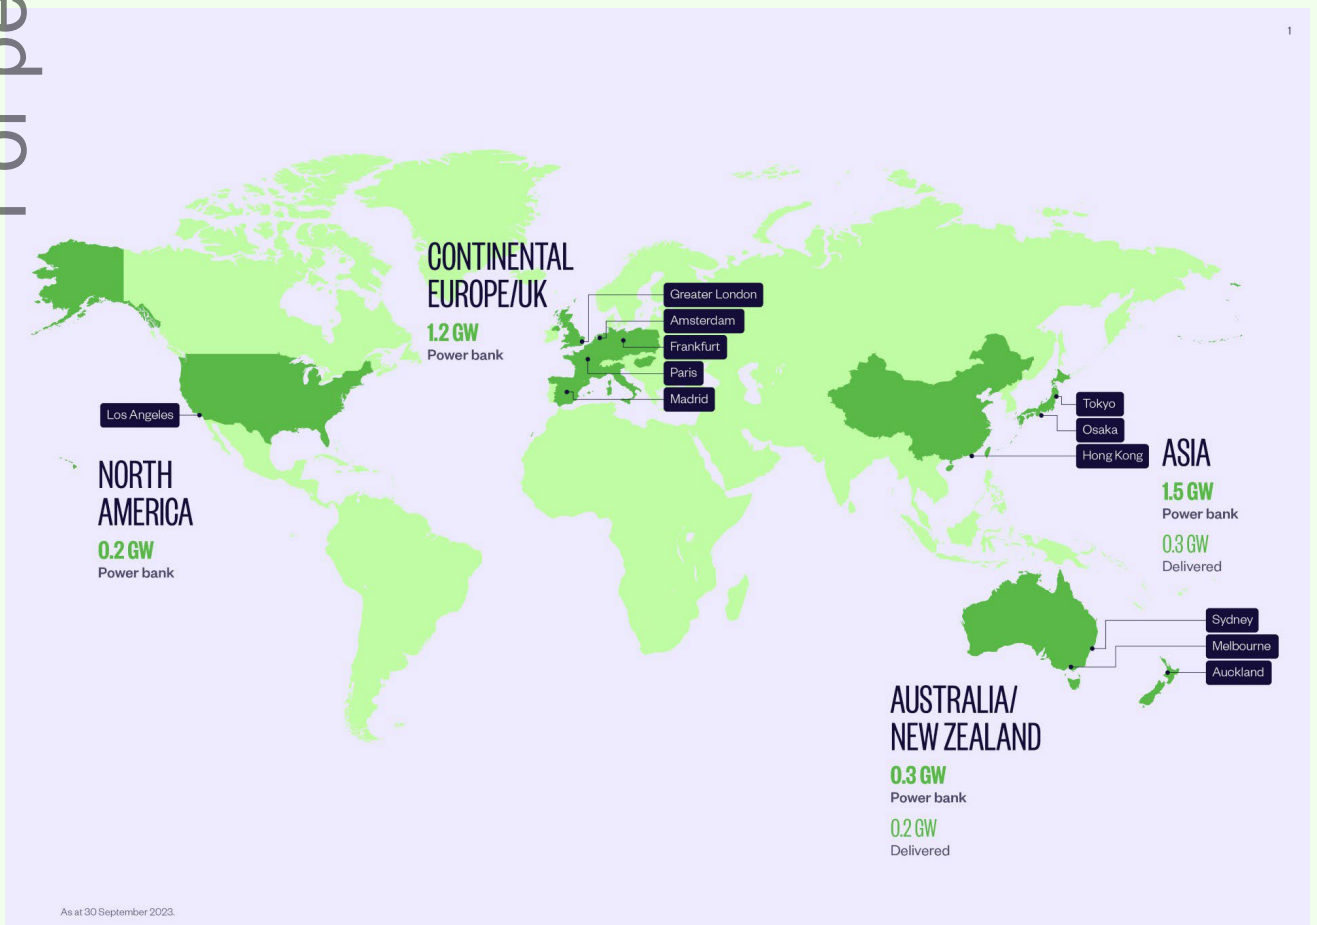 1
CONTINENTAL
EUROPE/UK
1.2 GW
Power bank
Greater London
Amsterdam
Frankfurt
Paris
Madrid
Los Angeles
NORTH
AMERICA
0.2 GW
Power bank
Tokyo
Osaka
Hong Kong
ASIA
1.5 GW
Power bank
0.3 GW
Delivered
Sydney
Melbourne
Auckland
AUSTRALIA/
NEW ZEALAND
0.3 GW
Power bank
0.2 GW
Delivered
As at 30 September 2023.